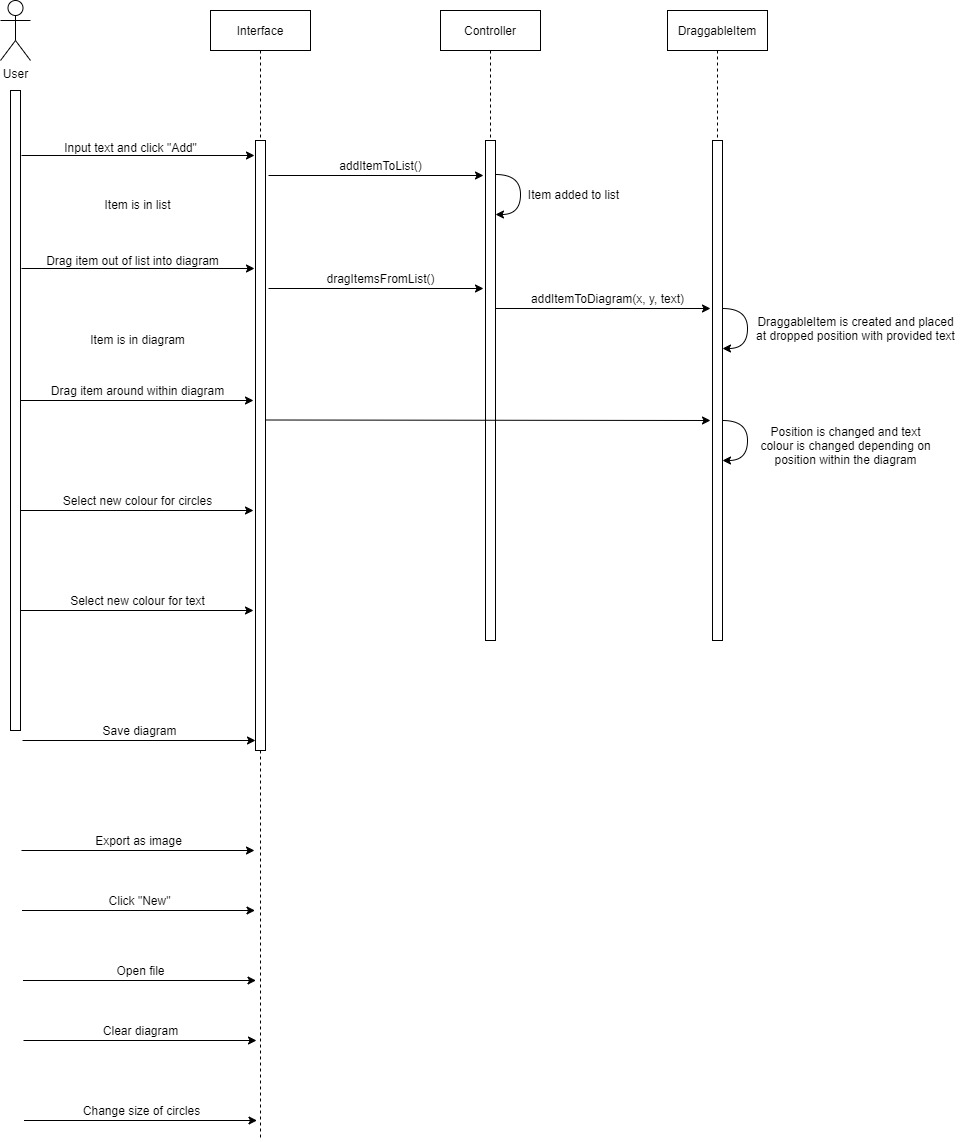 User
Interface
Controller
DraggableItem
Input text and click "Add"
addItemToList()
Item added to list
Item is in list
Drag item out of list into diagram
dragItemsFromList()
addItemToDiagram(x, y, text)
DraggableItem is created and placed
at dropped position with provided text
Item is in diagram
Drag item around within diagram
Position is changed and text
colour is changed depending on
position within the diagram
Select new colour for circles
Select new colour for text
Save diagram
Export as image
Click "New"
Open file
Clear diagram
Change size of circles